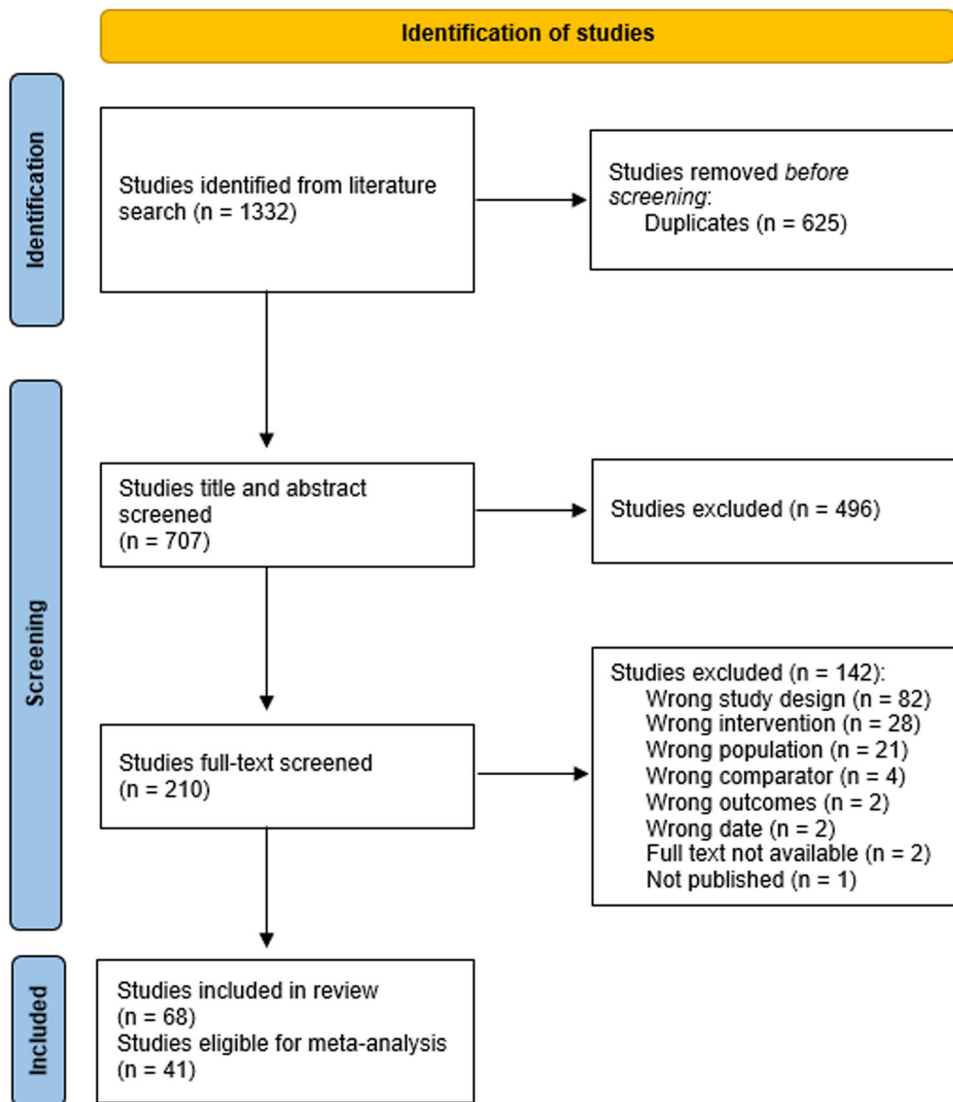 Identification of studies
Identification
Studies identified from literature
search (n = 1332)
Studies removed before
screening:
Duplicates (n = 625)
Screening
Studies title and abstract
screened
(n = 707)
Studies excluded (n = 496)
Studies full-text screened
(n = 210)
Studies excluded (n = 142):
Wrong study design (n = 82)
Wrong intervention (n = 28)
Wrong population (n = 21)
Wrong comparator (n = 4)
Wrong outcomes (n = 2)
Wrong date (n = 2)
Full text not available (n = 2)
Not published (n = 1)
Included
Studies included in review
(n = 68)
Studies eligible for meta-analysis
(n = 41)